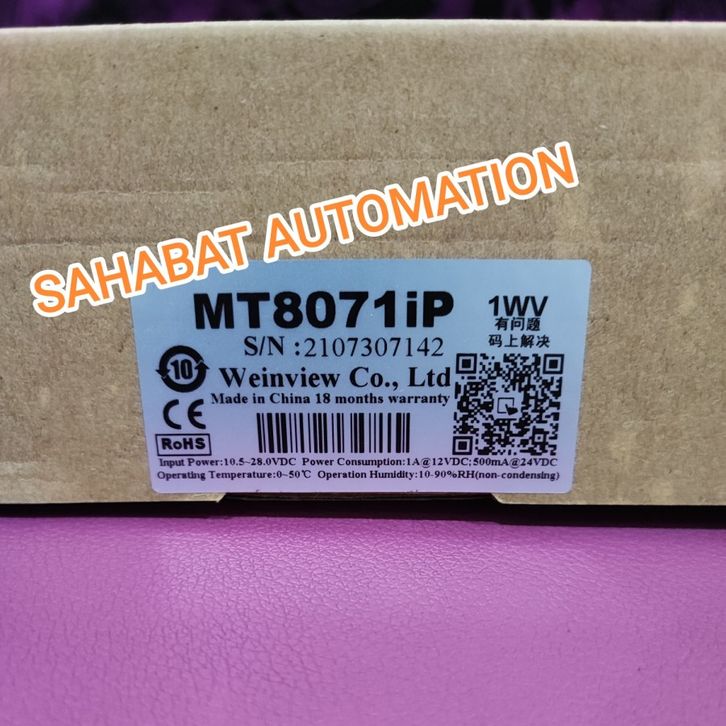 SAHABAT AUTOMATION
MT8071iP
1WV
有问题
码上解决
S/N :2107307142
10
Weinview Co., Ltd
Made in China 18 months warranty
CE
RoHS
Input Power:10.5~28.0VDC Power Consumption:1A@12VDC;500mA@24VDC
Operating Temperature:0~50℃ Operation Humidity:10-90%RH(non-condensing)